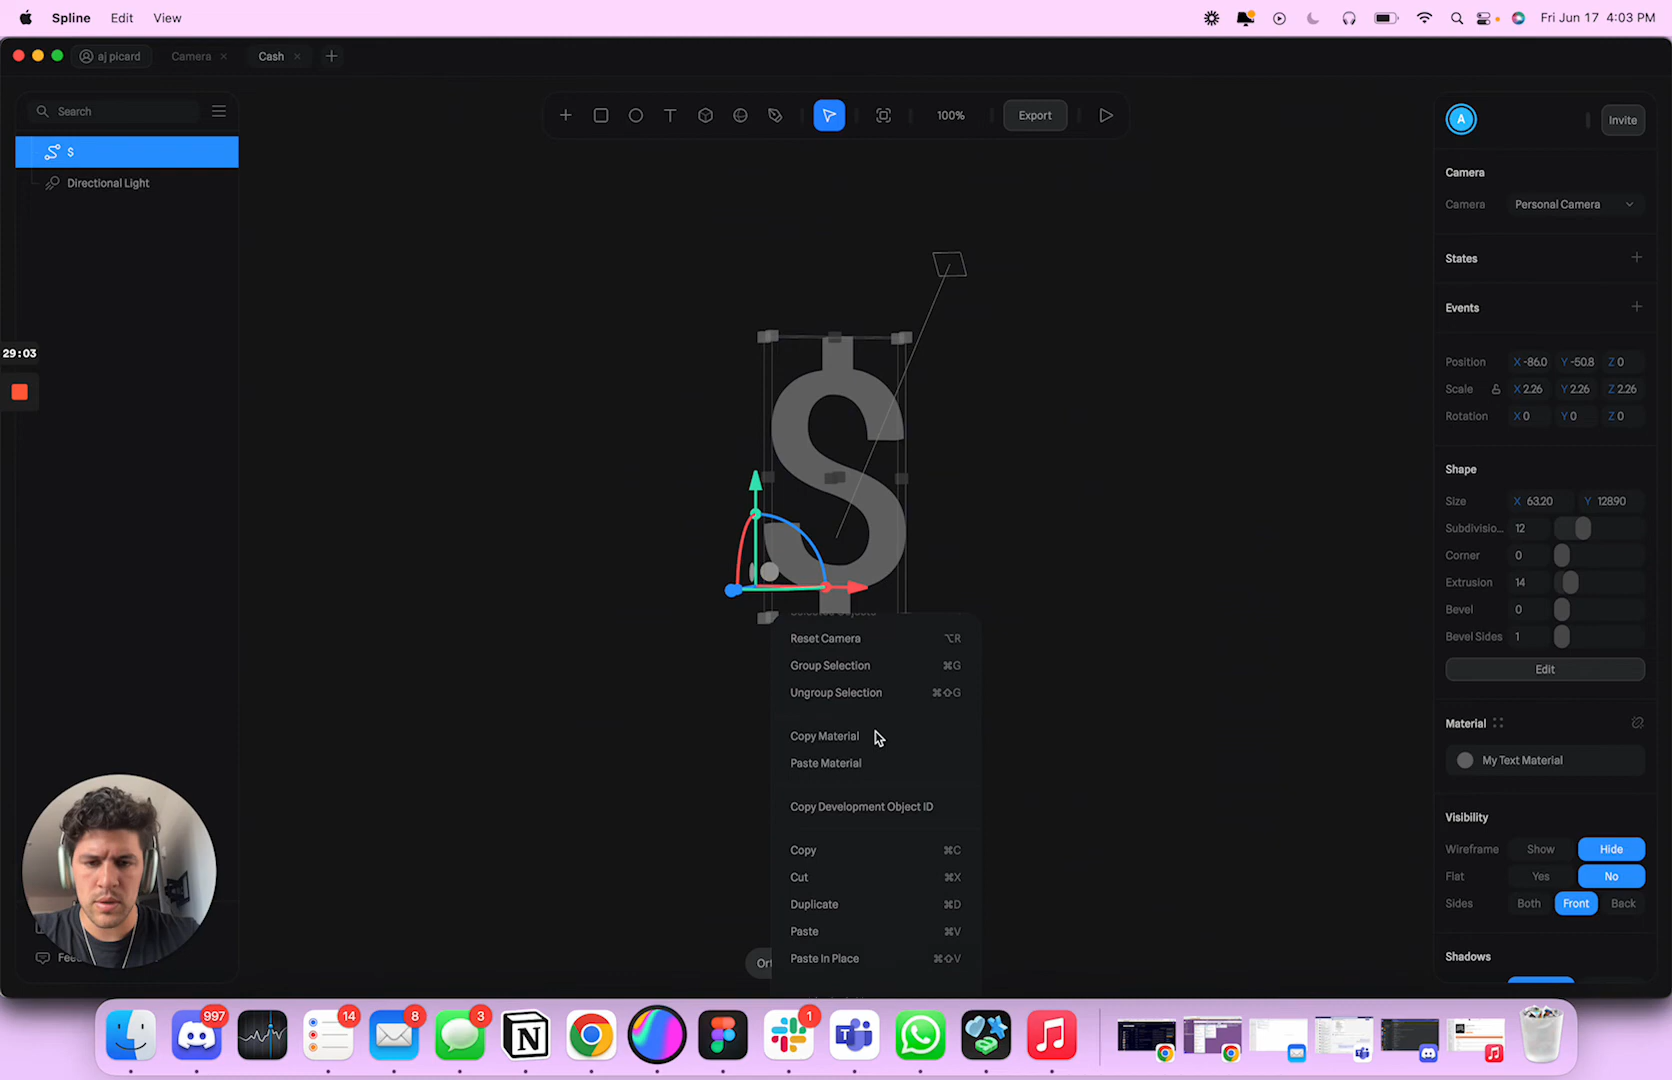 Spline Edit View Fri Jun 17 4:03 PM
aj picard Camera Cash
Search 100% Export A Invite
S
Directional Light
Camera
Camera Personal Camera
States
Events
Position X -86.0 Y -50.8 Z 0
Scale X 2.26 Y 2.26 Z 2.26
Rotation X 0 Y 0 Z 0
29:03
Shape
Size X 63.20 Y 128.90
Subdivisio... 12
Corner 0
Extrusion 14
Bevel 0
Bevel Sides 1
Edit
Material
My Text Material
Visibility
Wireframe Show Hide
Flat Yes No
Sides Both Front Back
Shadows
$
Selected Objects
Reset Camera ⌥R
Group Selection ⌘G
Ungroup Selection ⌘⇧G
Copy Material
Paste Material
Copy Development Object ID
Copy ⌘C
Cut ⌘X
Duplicate ⌘D
Paste ⌘V
Paste In Place ⌘⇧V
Ort
997 14 8 3 1